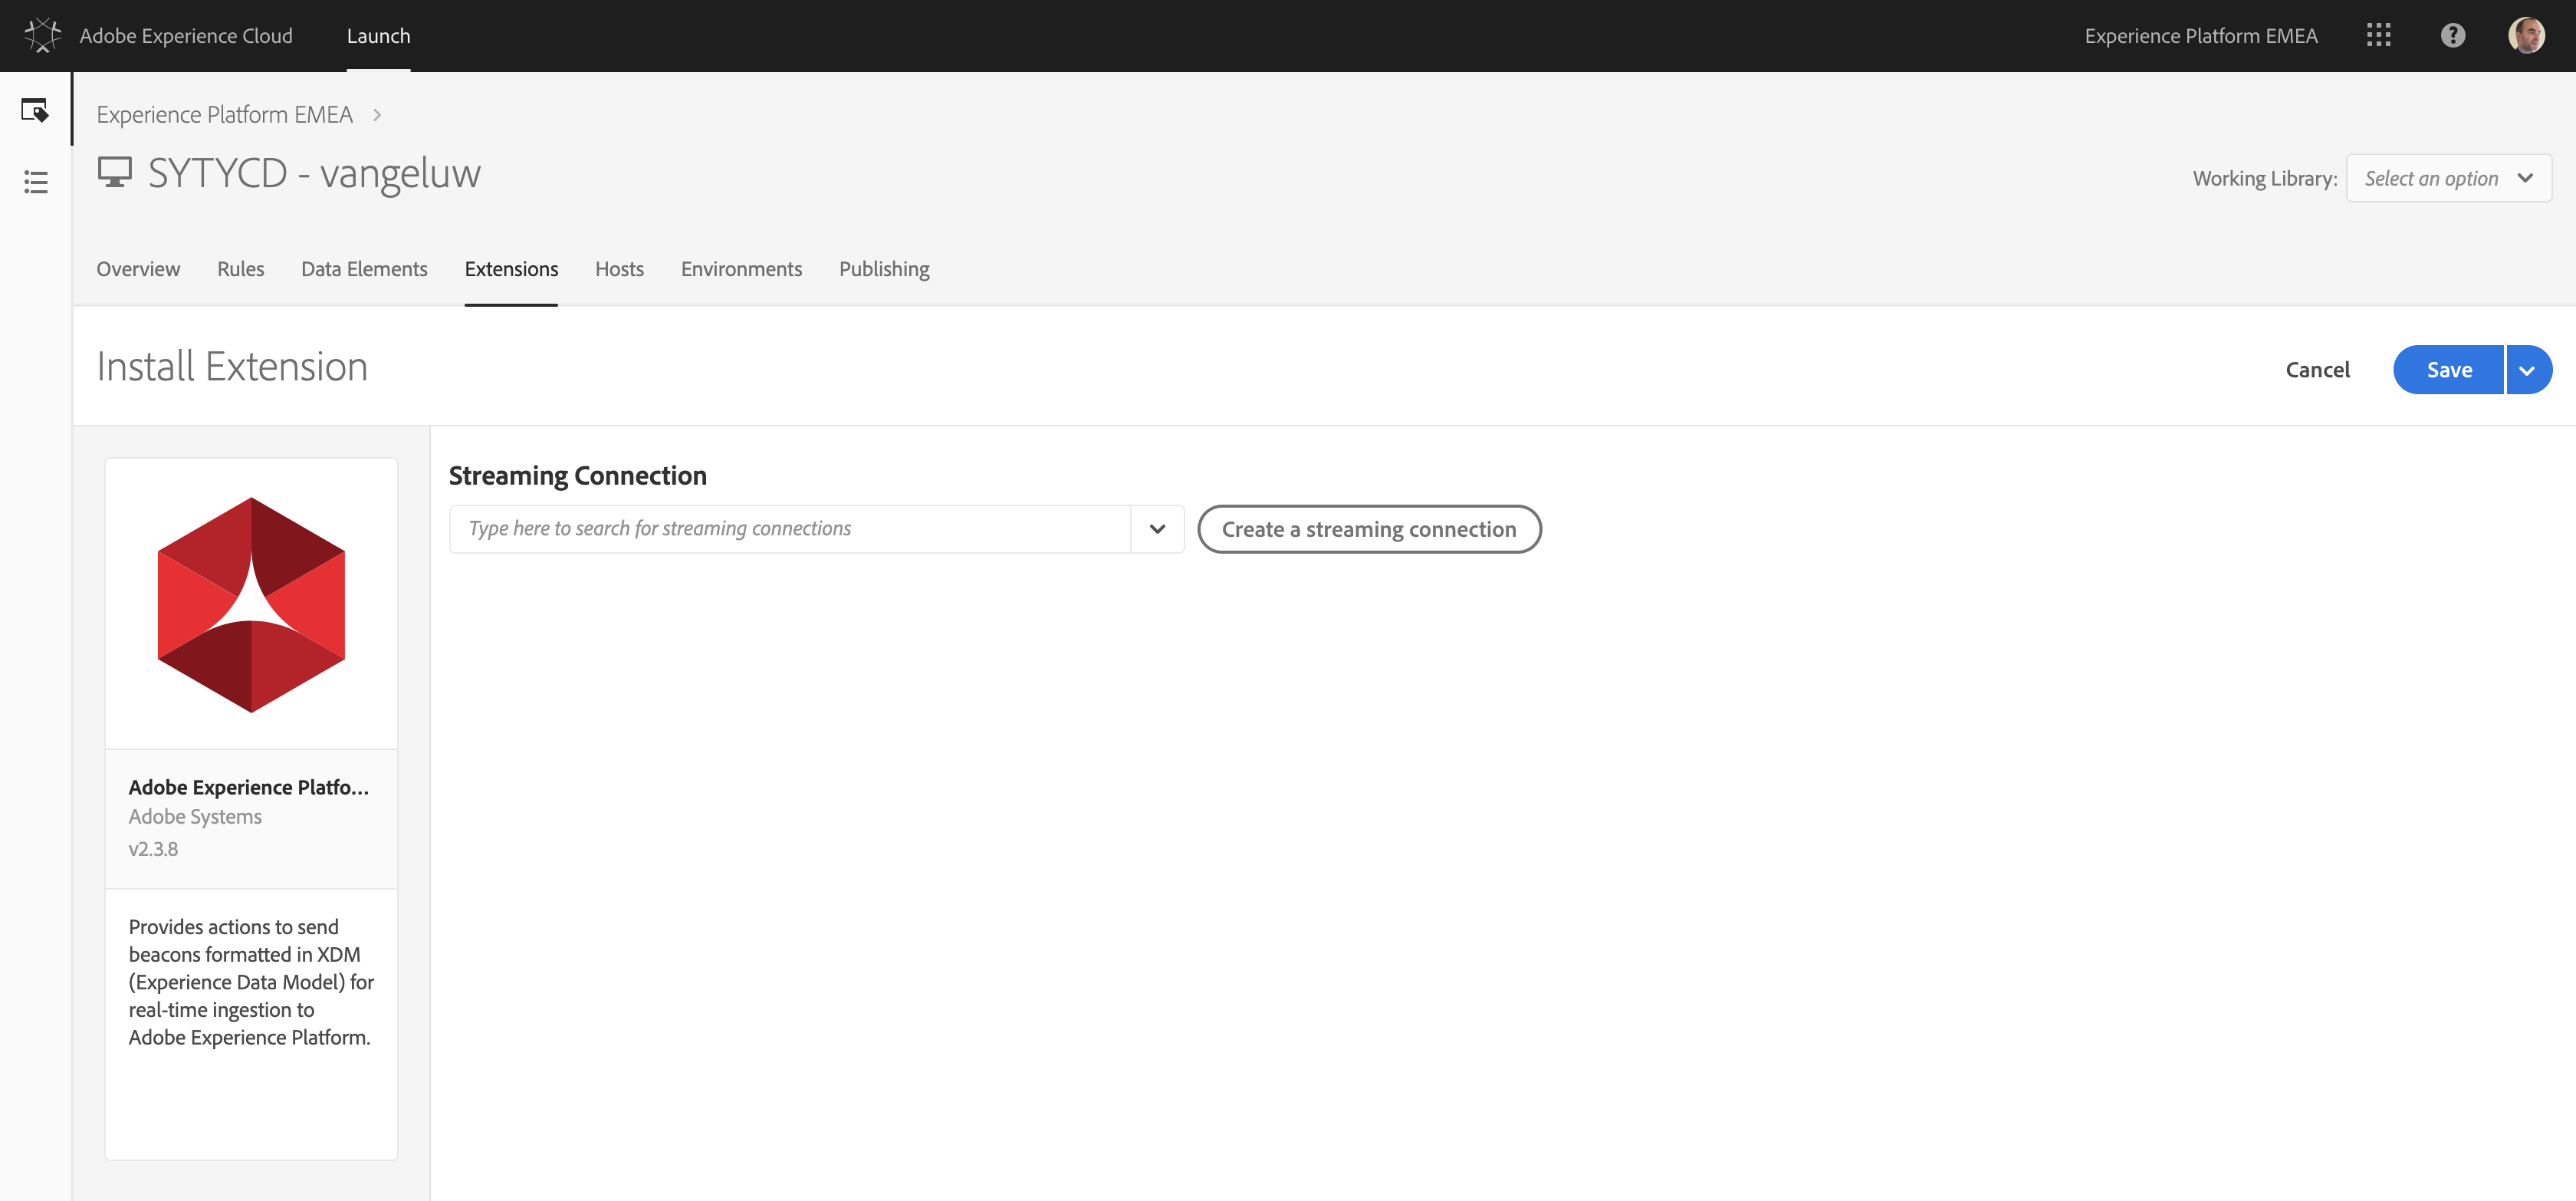 Adobe Experience Cloud
Launch
Experience Platform EMEA
Experience Platform EMEA
SYTYCD - vangeluw
Working Library:
Select an option
Overview
Rules
Data Elements
Extensions
Hosts
Environments
Publishing
Install Extension
Cancel
Save
Streaming Connection
Type here to search for streaming connections
Create a streaming connection
Adobe Experience Platfo...
Adobe Systems
v2.3.8
Provides actions to send
beacons formatted in XDM
(Experience Data Model) for
real-time ingestion to
Adobe Experience Platform.